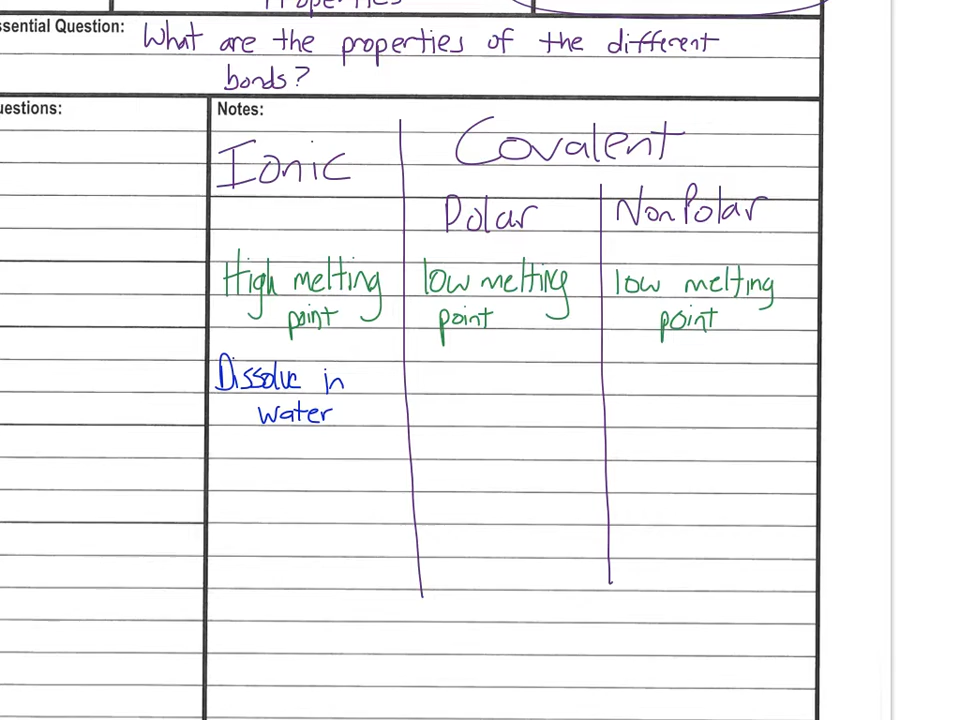 Properties
ssential Question: What are the properties of the different
bonds?
uestions:
Notes:
Ionic
Covalent
Polar
NonPolar
High melting
point
low melting
point
low melting
point
Dissolve in
water